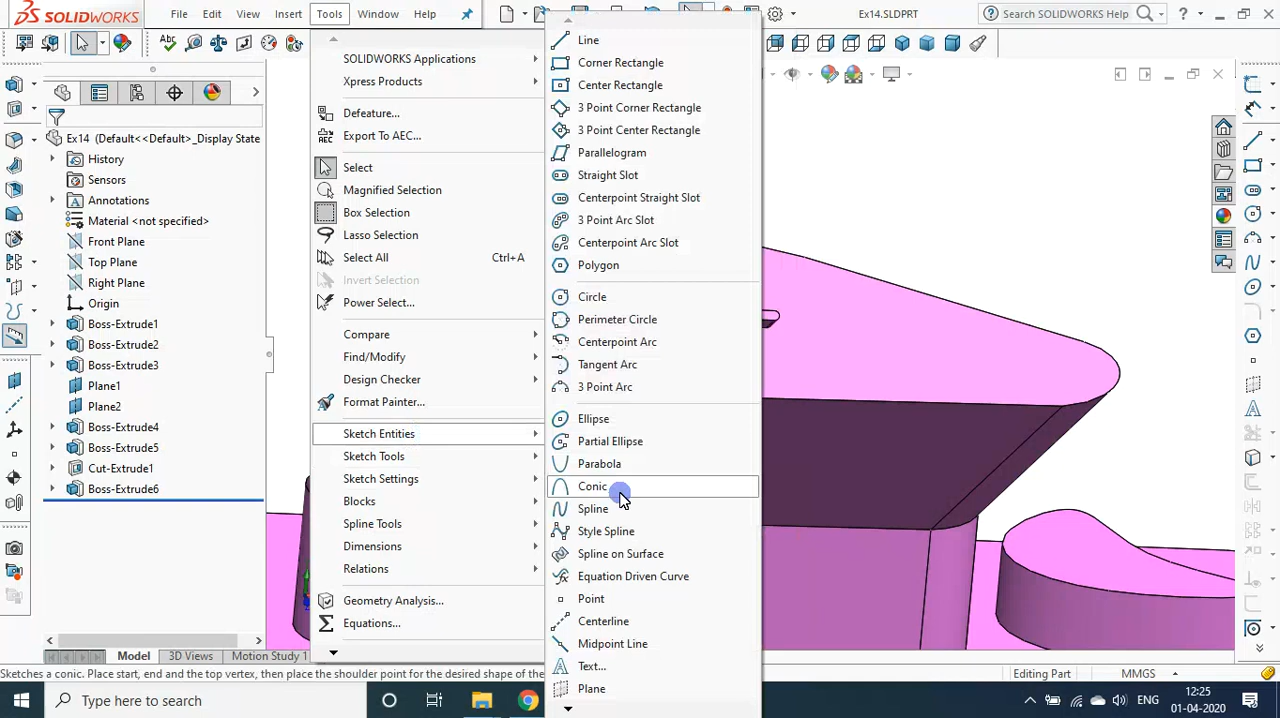 SOLIDWORKS
File
Edit
View
Insert
Tools
Window
Help
Ex14.SLDPRT
Search SOLIDWORKS Help
?
Ex14 (Default<<Default>_Display State
History
Sensors
Annotations
Material <not specified>
Front Plane
Top Plane
Right Plane
Origin
Boss-Extrude1
Boss-Extrude2
Boss-Extrude3
Plane1
Plane2
Boss-Extrude4
Boss-Extrude5
Cut-Extrude1
Boss-Extrude6
SOLIDWORKS Applications
Xpress Products
Defeature...
Export To AEC...
Select
Magnified Selection
Box Selection
Lasso Selection
Select All Ctrl+A
Invert Selection
Power Select...
Compare
Find/Modify
Design Checker
Format Painter...
Sketch Entities
Sketch Tools
Sketch Settings
Blocks
Spline Tools
Dimensions
Relations
Geometry Analysis...
Equations...
Line
Corner Rectangle
Center Rectangle
3 Point Corner Rectangle
3 Point Center Rectangle
Parallelogram
Straight Slot
Centerpoint Straight Slot
3 Point Arc Slot
Centerpoint Arc Slot
Polygon
Circle
Perimeter Circle
Centerpoint Arc
Tangent Arc
3 Point Arc
Ellipse
Partial Ellipse
Parabola
Conic
Spline
Style Spline
Spline on Surface
Equation Driven Curve
Point
Centerline
Midpoint Line
Text...
Plane
Model
3D Views
Motion Study 1
Sketches a conic. Place start, end and the top vertex, then place the shoulder point for the desired shape of the
Editing Part
MMGS
Type here to search
ENG
12:25
01-04-2020